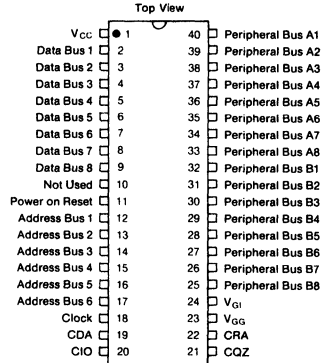 Top View
VCC 1 40 Peripheral Bus A1
Data Bus 1 2 39 Peripheral Bus A2
Data Bus 2 3 38 Peripheral Bus A3
Data Bus 3 4 37 Peripheral Bus A4
Data Bus 4 5 36 Peripheral Bus A5
Data Bus 5 6 35 Peripheral Bus A6
Data Bus 6 7 34 Peripheral Bus A7
Data Bus 7 8 33 Peripheral Bus A8
Data Bus 8 9 32 Peripheral Bus B1
Not Used 10 31 Peripheral Bus B2
Power on Reset 11 30 Peripheral Bus B3
Address Bus 1 12 29 Peripheral Bus B4
Address Bus 2 13 28 Peripheral Bus B5
Address Bus 3 14 27 Peripheral Bus B6
Address Bus 4 15 26 Peripheral Bus B7
Address Bus 5 16 25 Peripheral Bus B8
Address Bus 6 17 24 VGI
Clock 18 23 VGG
CDA 19 22 CRA
CIO 20 21 CQZ